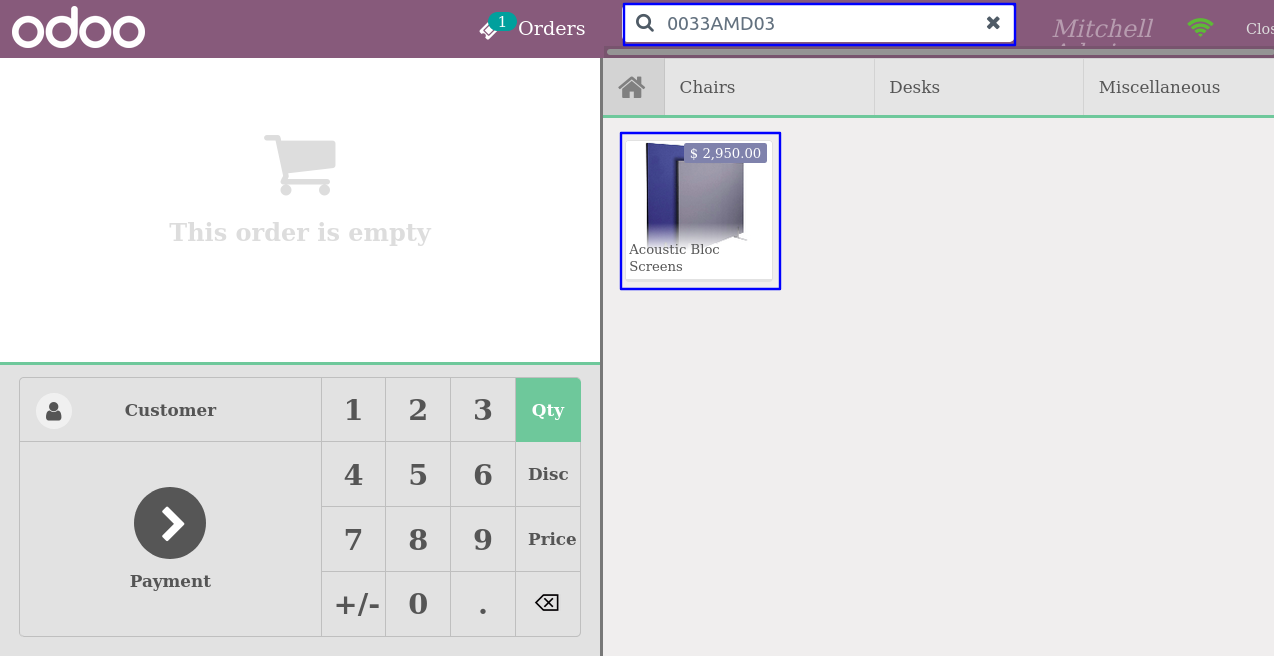 odoo
1
Orders
0033AMD03
Mitchell
Clos
Chairs
Desks
Miscellaneous
$ 2,950.00
Acoustic Bloc
Screens
This order is empty
Customer
1
2
3
Qty
4
5
6
Disc
7
8
9
Price
Payment
+/-
0
.